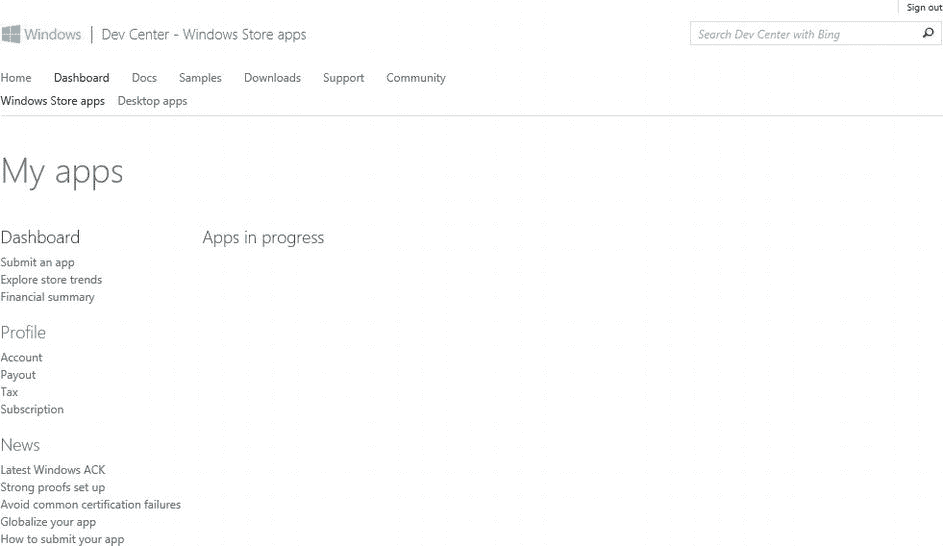 Sign out
Windows | Dev Center - Windows Store apps
Search Dev Center with Bing
Home Dashboard Docs Samples Downloads Support Community
Windows Store apps Desktop apps
My apps
Dashboard
Apps in progress
Submit an app
Explore store trends
Financial summary
Profile
Account
Payout
Tax
Subscription
News
Latest Windows ACK
Strong proofs set up
Avoid common certification failures
Globalize your app
How to submit your app